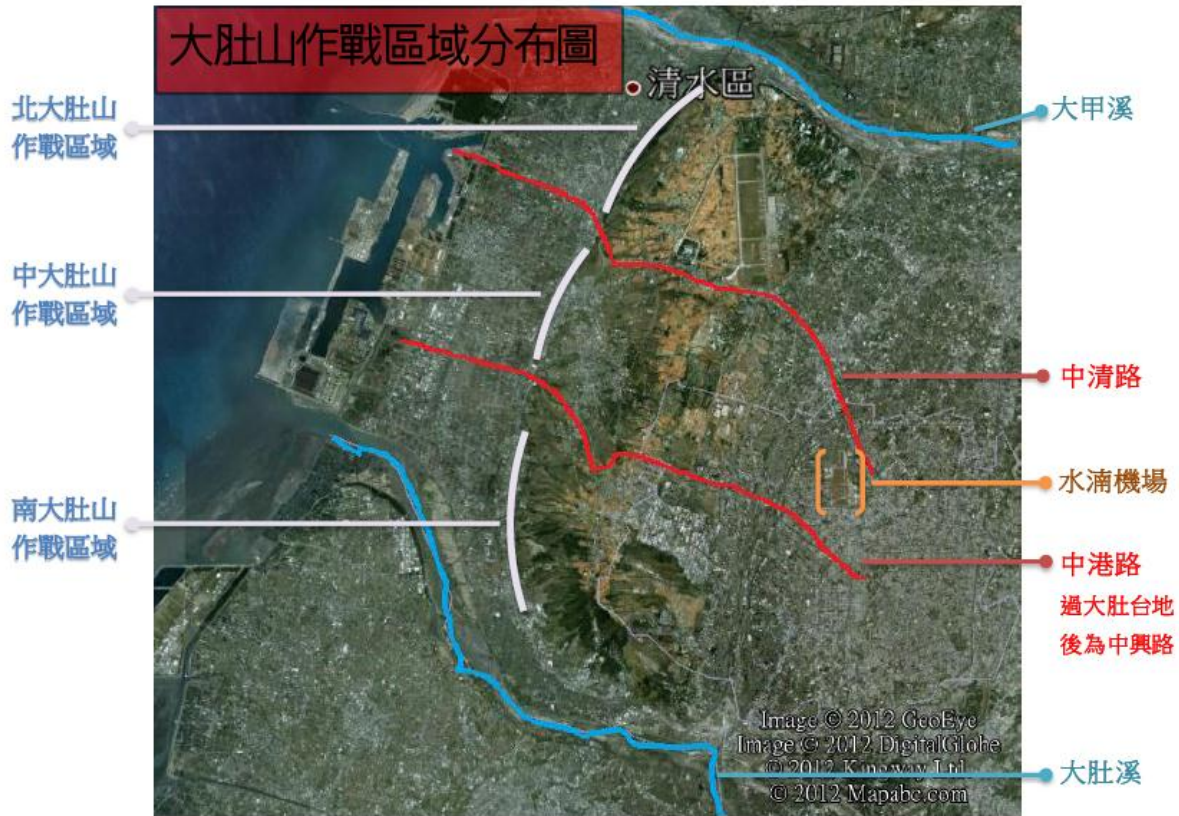 大肚山作戰區域分布圖
清水區
北大肚山
作戰區域
大甲溪
中大肚山
作戰區域
中清路
水湳機場
南大肚山
作戰區域
中港路
過大肚台地
後為中興路
Image © 2012 GeoEye
Image © 2012 DigitalGlobe
© 2012 Kingway Ltd
© 2012 Mapabc.com
大肚溪